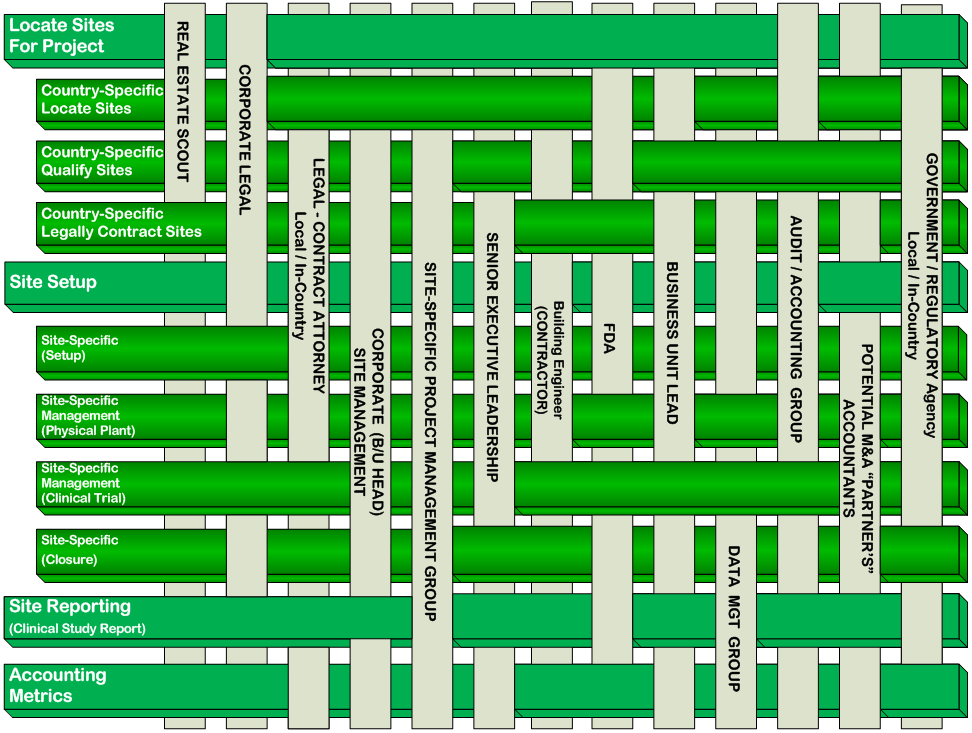 Locate Sites
For Project
Country-Specific
Locate Sites
Country-Specific
Qualify Sites
Country-Specific
Legally Contract Sites
Site Setup
Site-Specific
(Setup)
Site-Specific
Management
(Physical Plant)
Site-Specific
Management
(Clinical Trial)
Site-Specific
(Closure)
Site Reporting
(Clinical Study Report)
Accounting
Metrics
REAL ESTATE SCOUT
CORPORATE LEGAL
LEGAL - CONTRACT ATTORNEY
Local / In-Country
CORPORATE (B/U HEAD)
SITE MANAGEMENT
SITE-SPECIFIC PROJECT MANAGEMENT GROUP
SENIOR EXECUTIVE LEADERSHIP
Building Engineer
(CONTRACTOR)
FDA
BUSINESS UNIT LEAD
DATA MGT GROUP
AUDIT / ACCOUNTING GROUP
POTENTIAL M&A “PARTNER’S”
ACCOUNTANTS
GOVERNMENT / REGULATORY Agency
Local / In-Country